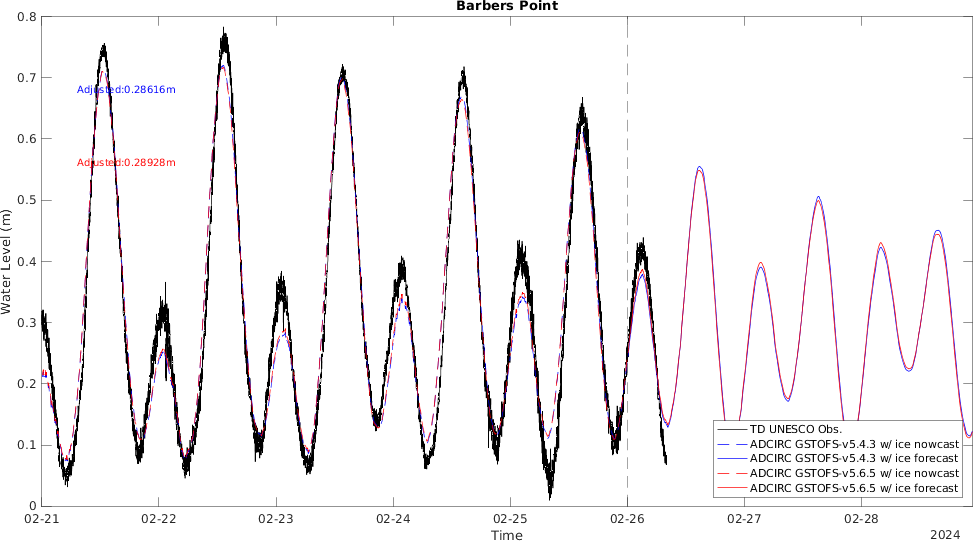 Barbers Point
0.8
0.7
0.6
0.5
0.4
0.3
0.2
0.1
0
Water Level (m)
Adjusted:0.28616m
Adjusted:0.28928m
TD UNESCO Obs.
ADCIRC GSTOFS-v5.4.3 w/ ice nowcast
ADCIRC GSTOFS-v5.4.3 w/ ice forecast
ADCIRC GSTOFS-v5.6.5 w/ ice nowcast
ADCIRC GSTOFS-v5.6.5 w/ ice forecast
02-21 02-22 02-23 02-24 02-25 02-26 02-27 02-28
Time
2024